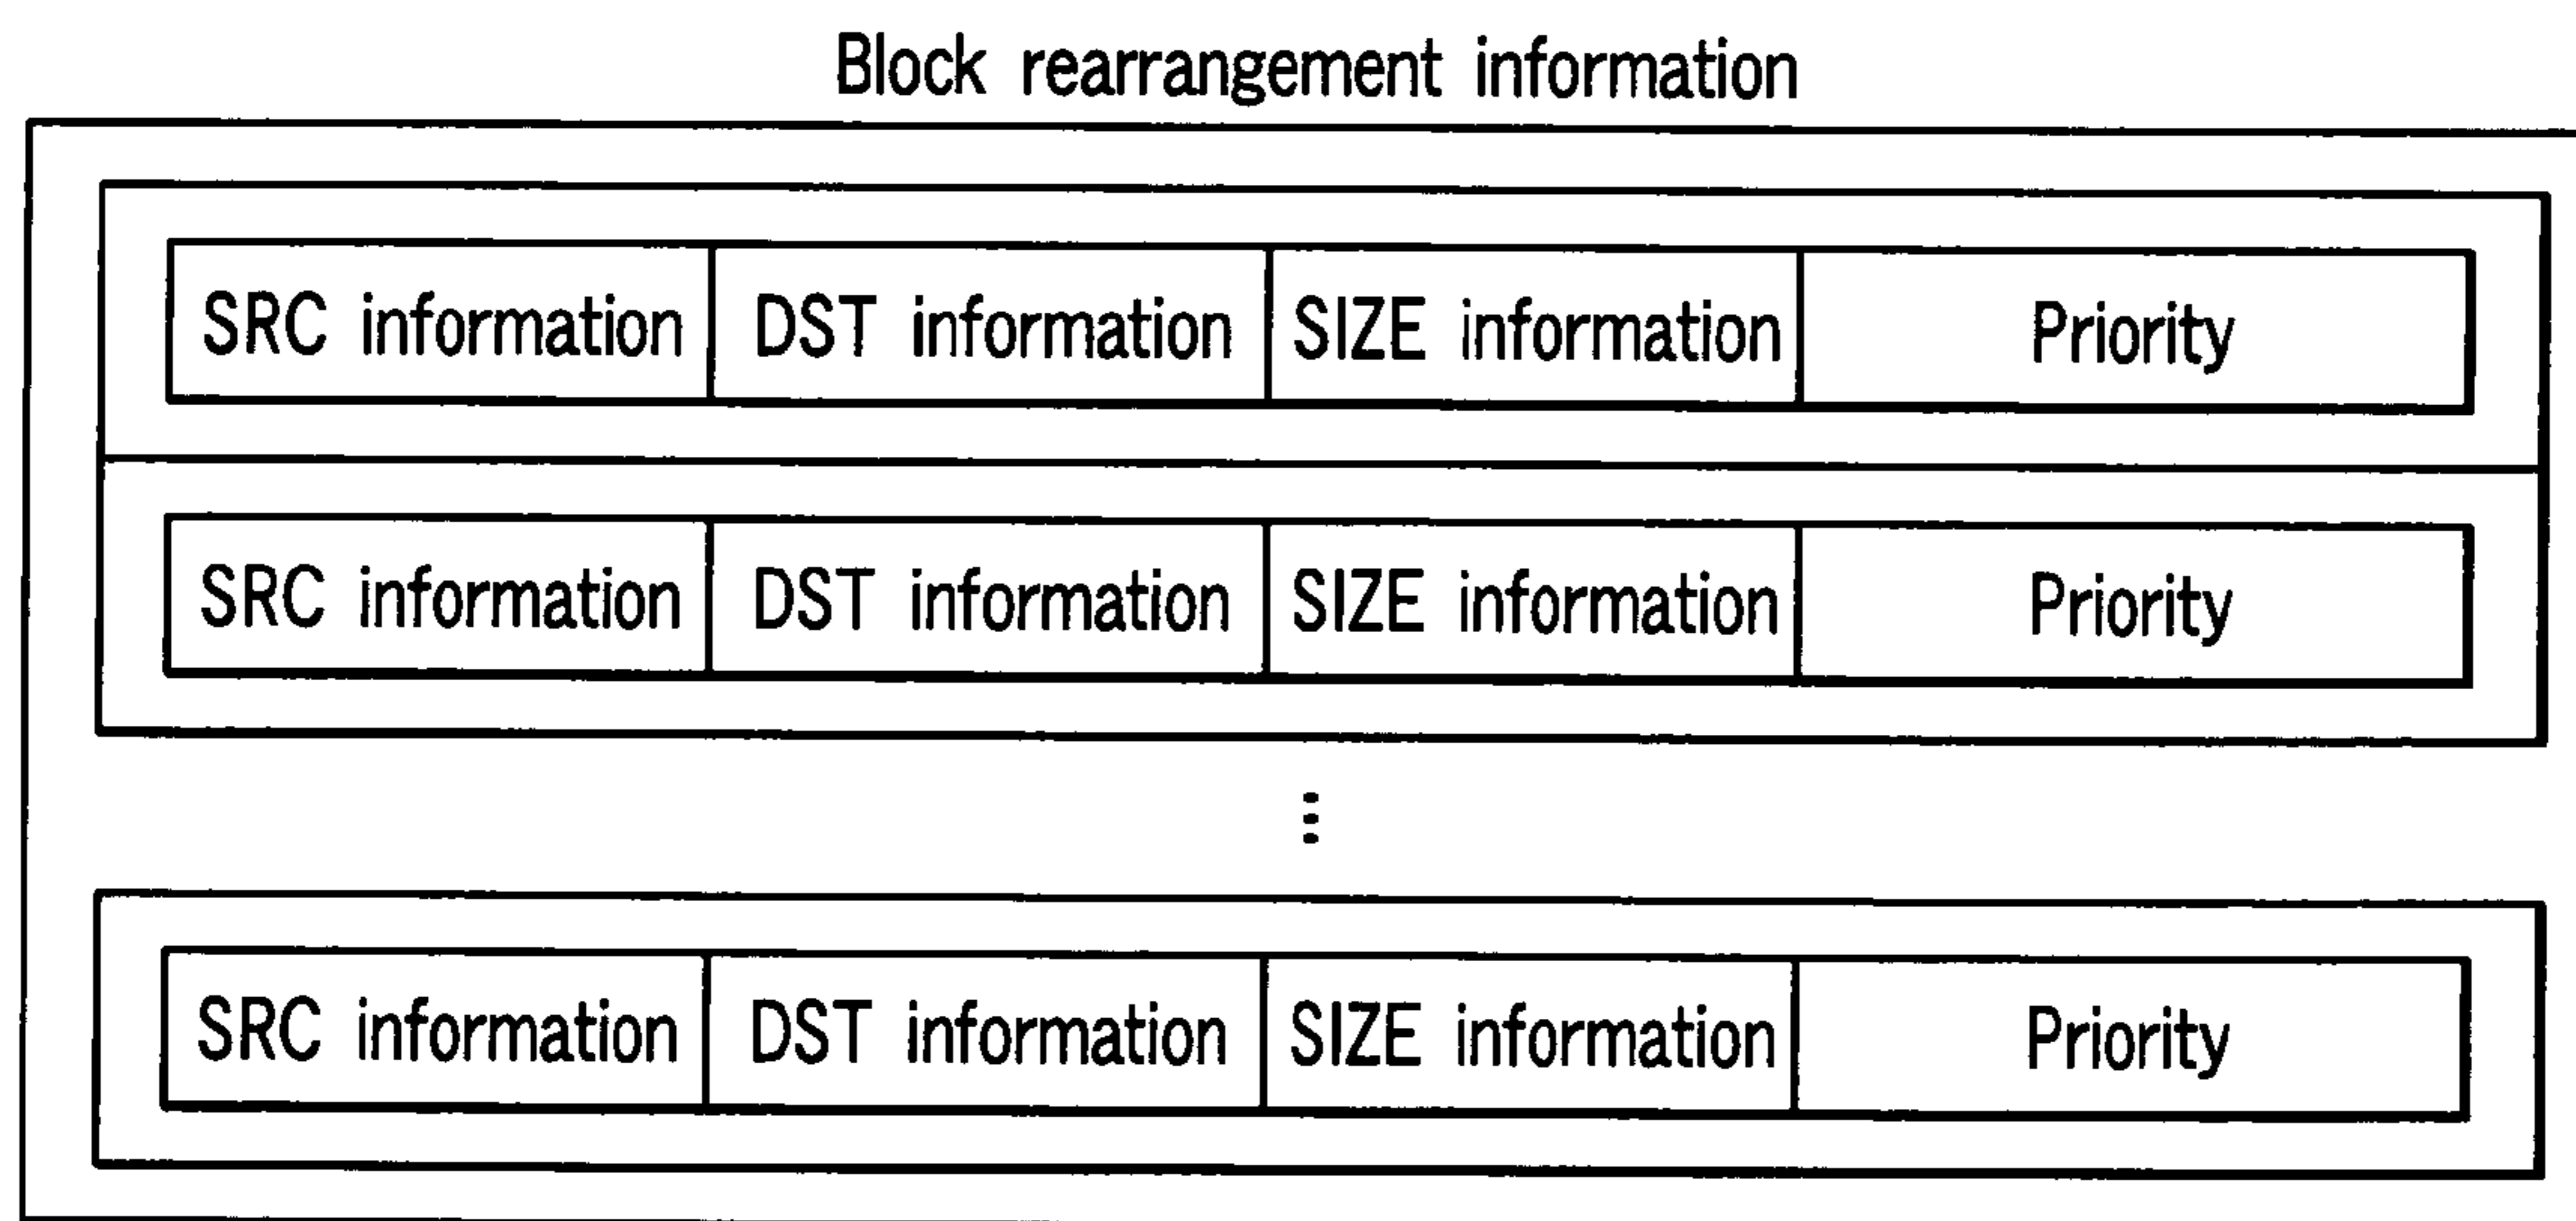 Block rearrangement information
SRC information DST information SIZE information Priority
SRC information DST information SIZE information Priority
⋮
SRC information DST information SIZE information Priority